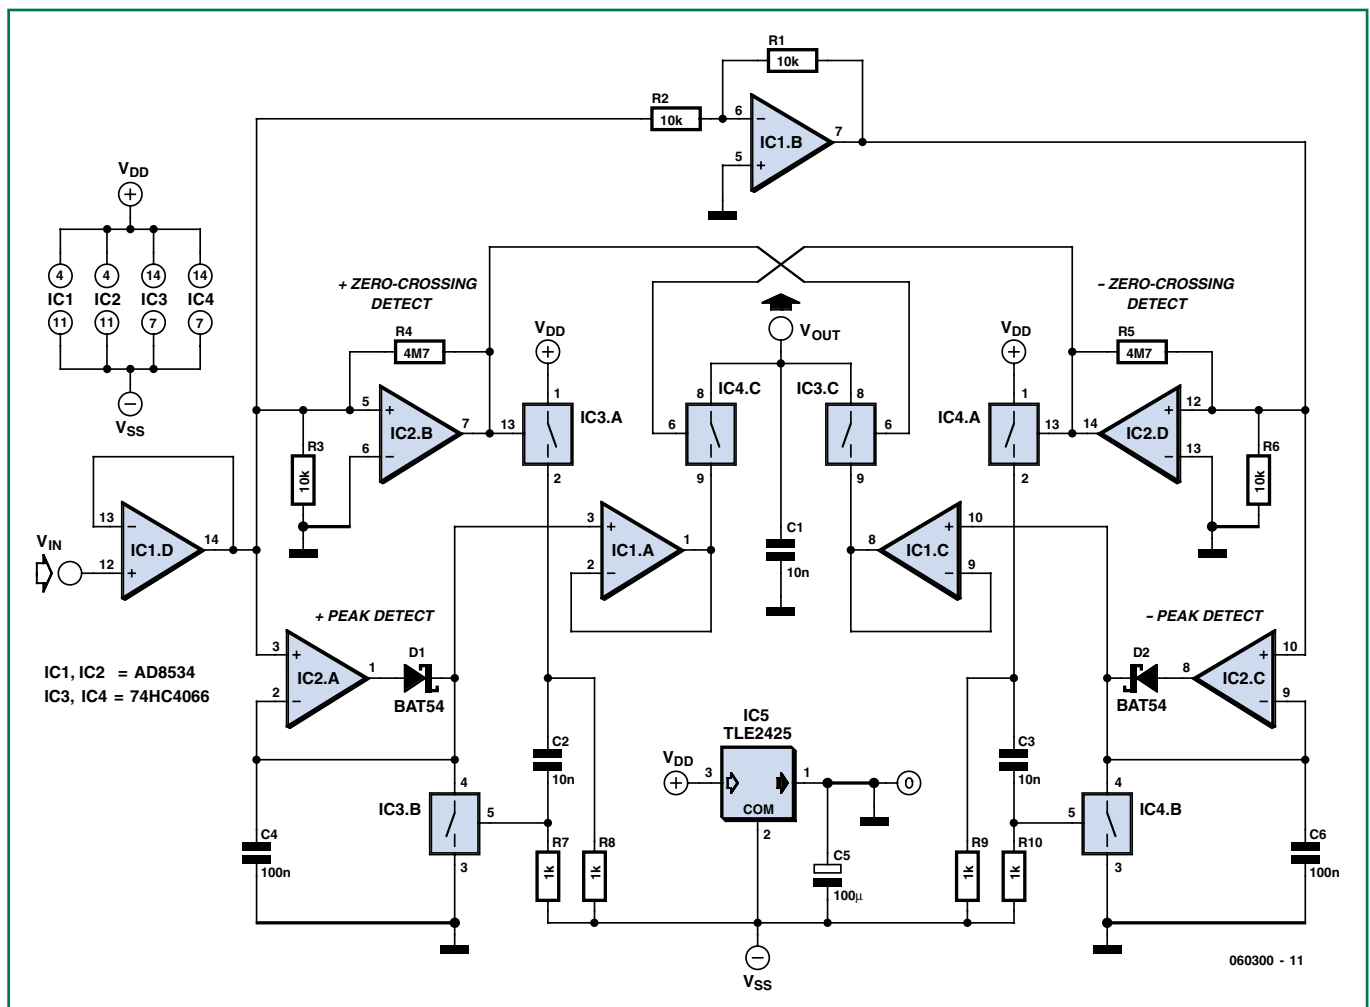 R1
10k
R2
10k
6
−
IC1.B
7
5
+
VDD
+
4
4
14
14
IC1
IC2
IC3
IC4
11
11
7
7
−
VSS
+ ZERO-CROSSING
DETECT
− ZERO-CROSSING
DETECT
R4
4M7
VDD
+
VOUT
VDD
+
R5
4M7
5
+
IC2.B
7
6
−
13
1
IC3.A
2
8
IC4.C
6
9
IC3.C
8
6
9
IC4.A
1
13
2
14
IC2.D
12
+
13
−
R3
10k
R6
10k
VIN
13
−
IC1.D
14
12
+
3
+
IC1.A
1
2
−
C1
10n
8
IC1.C
10
+
9
−
+ PEAK DETECT
− PEAK DETECT
3
+
IC2.A
1
2
−
D1
BAT54
D2
BAT54
8
IC2.C
10
+
9
−
IC1, IC2 = AD8534
IC3, IC4 = 74HC4066
C2
10n
C3
10n
IC5
TLE2425
VDD
+
3
1
COM
2
0
IC3.B
4
5
3
5
4
IC4.B
3
C4
100n
R7
1k
R8
1k
C5
100µ
R9
1k
R10
1k
C6
100n
−
VSS
060300 - 11